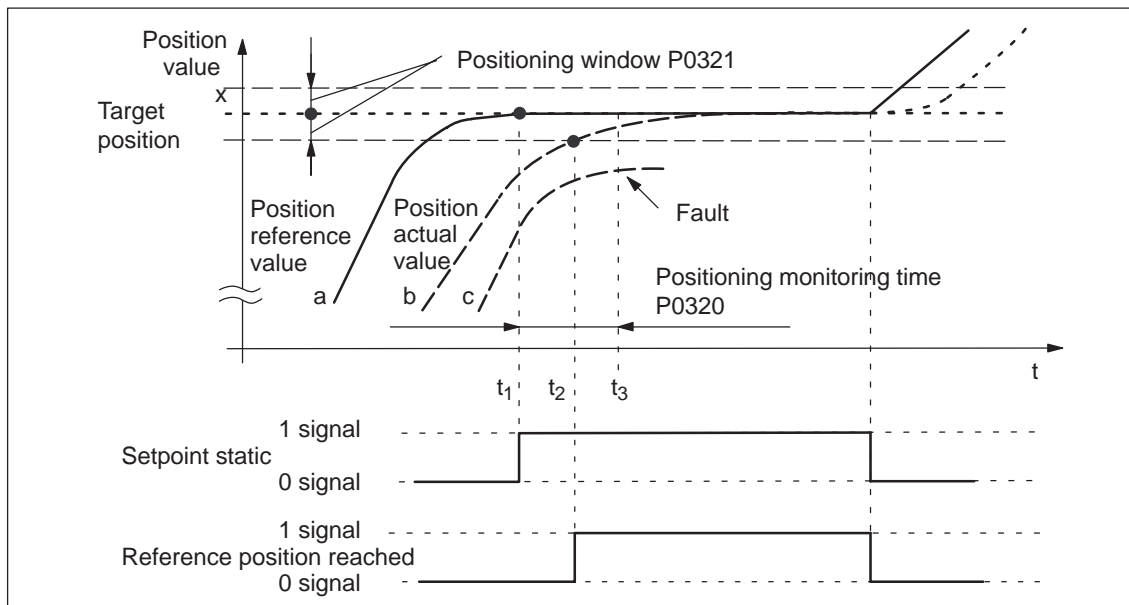 Position
value
x
Positioning window P0321
Target
position
Position
reference
value
Position
actual
value
Fault
a
b
c
Positioning monitoring time
P0320
t
t1
t2
t3
1 signal
Setpoint static
0 signal
1 signal
Reference position reached
0 signal